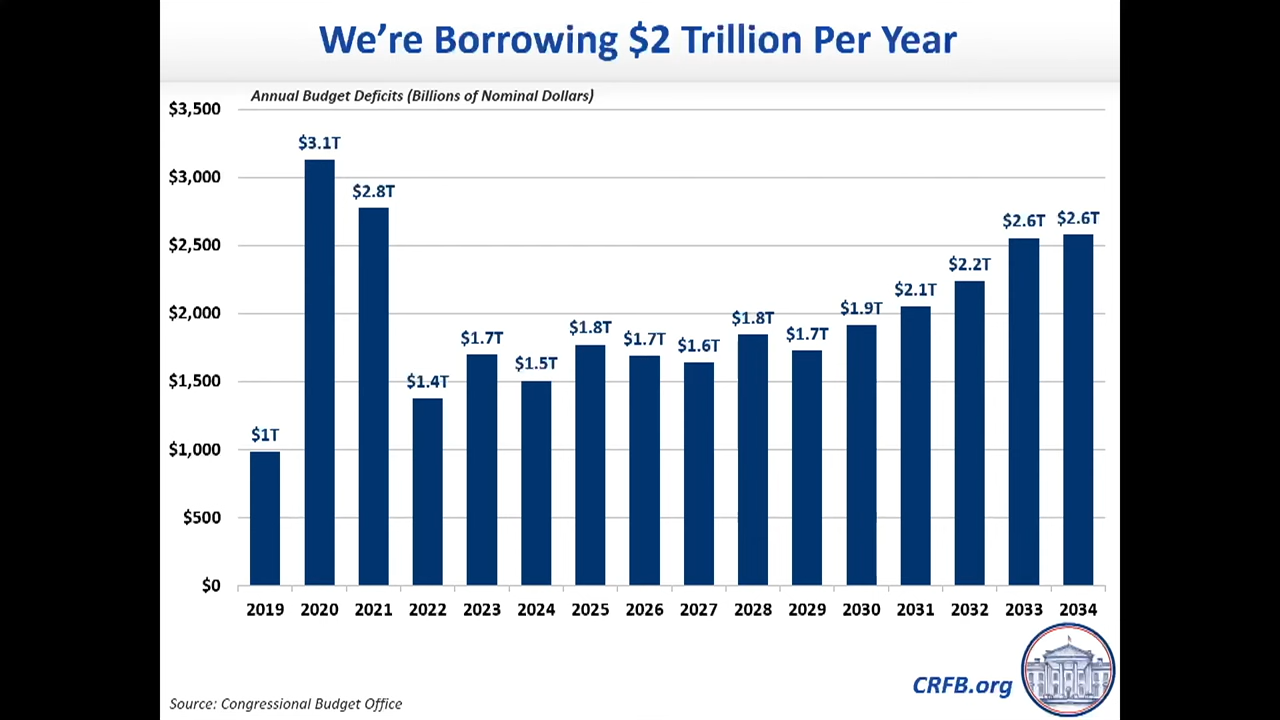 We're Borrowing $2 Trillion Per Year
Annual Budget Deficits (Billions of Nominal Dollars)
$3,500
$3,000
$2,500
$2,000
$1,500
$1,000
$500
$0
$1T
$3.1T
$2.8T
$1.4T
$1.7T
$1.5T
$1.8T
$1.7T
$1.6T
$1.8T
$1.7T
$1.9T
$2.1T
$2.2T
$2.6T
$2.6T
2019 2020 2021 2022 2023 2024 2025 2026 2027 2028 2029 2030 2031 2032 2033 2034
CRFB.org
Source: Congressional Budget Office